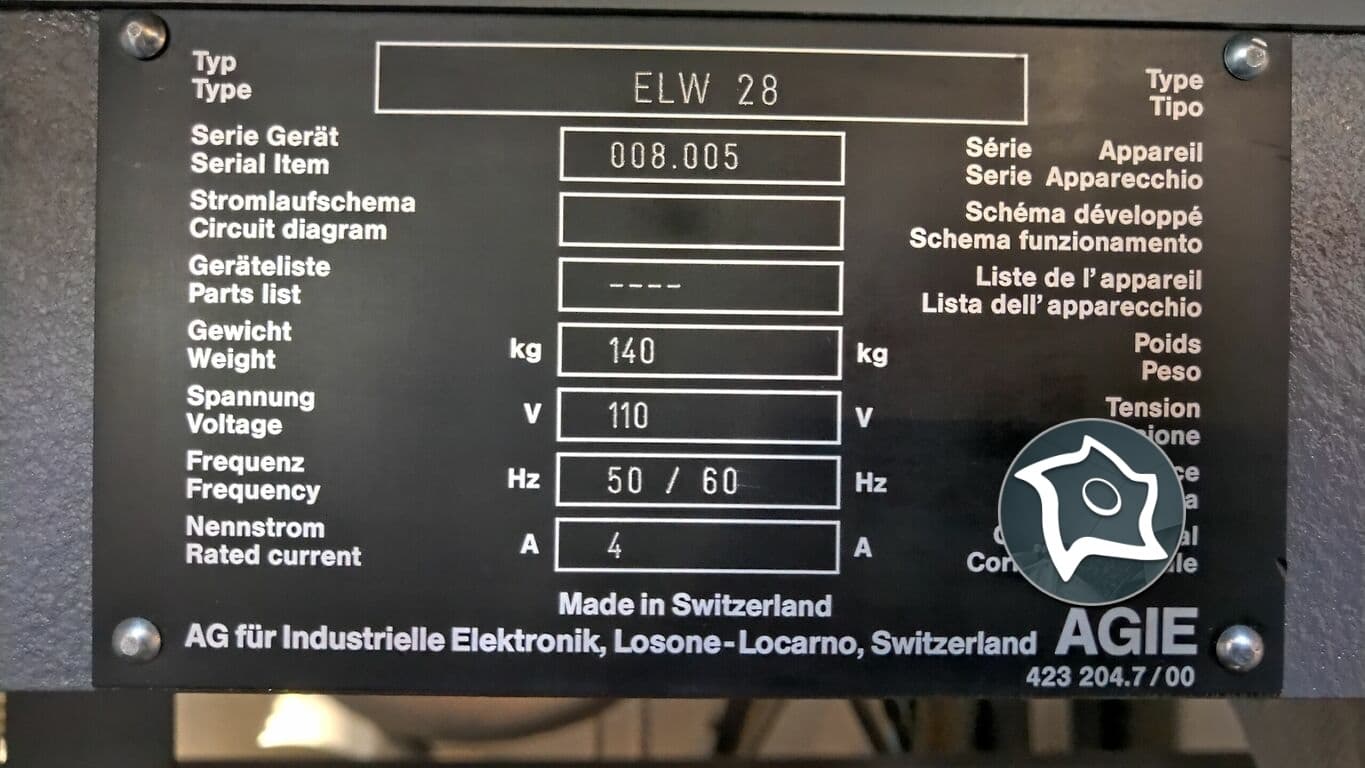 Typ
Type
ELW 28
Type
Tipo
Serie Gerät
Serial Item
008.005
Série Appareil
Serie Apparecchio
Stromlaufschema
Circuit diagram
Schéma développé
Schema funzionamento
Geräteliste
Parts list
----
Liste de l'appareil
Lista dell'apparecchio
Gewicht
Weight
kg 140 kg
Poids
Peso
Spannung
Voltage
V 110 V
Tension
Frequenz
Frequency
Hz 50 / 60 Hz
Nennstrom
Rated current
A 4 A
Made in Switzerland
AG für Industrielle Elektronik, Losone-Locarno, Switzerland AGIE
423 204.7/00